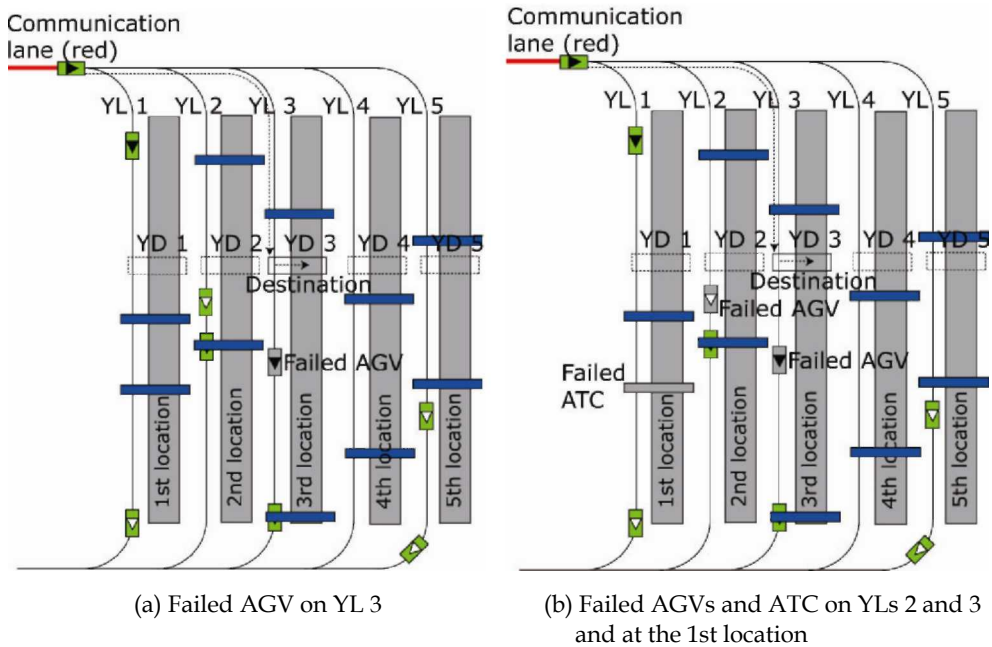 Communication
lane (red)
YL 1
YL 2
YL 3
YL 4
YL 5
YD 1
YD 2
YD 3
YD 4
YD 5
Destination
Failed AGV
1st location
2nd location
3rd location
4th location
5th location
(a) Failed AGV on YL 3
Communication
lane (red)
YL 1
YL 2
YL 3
YL 4
YL 5
YD 1
YD 2
YD 3
YD 4
YD 5
Destination
Failed AGV
Failed AGV
Failed
ATC
1st location
2nd location
3rd location
4th location
5th location
(b) Failed AGVs and ATC on YLs 2 and 3
and at the 1st location